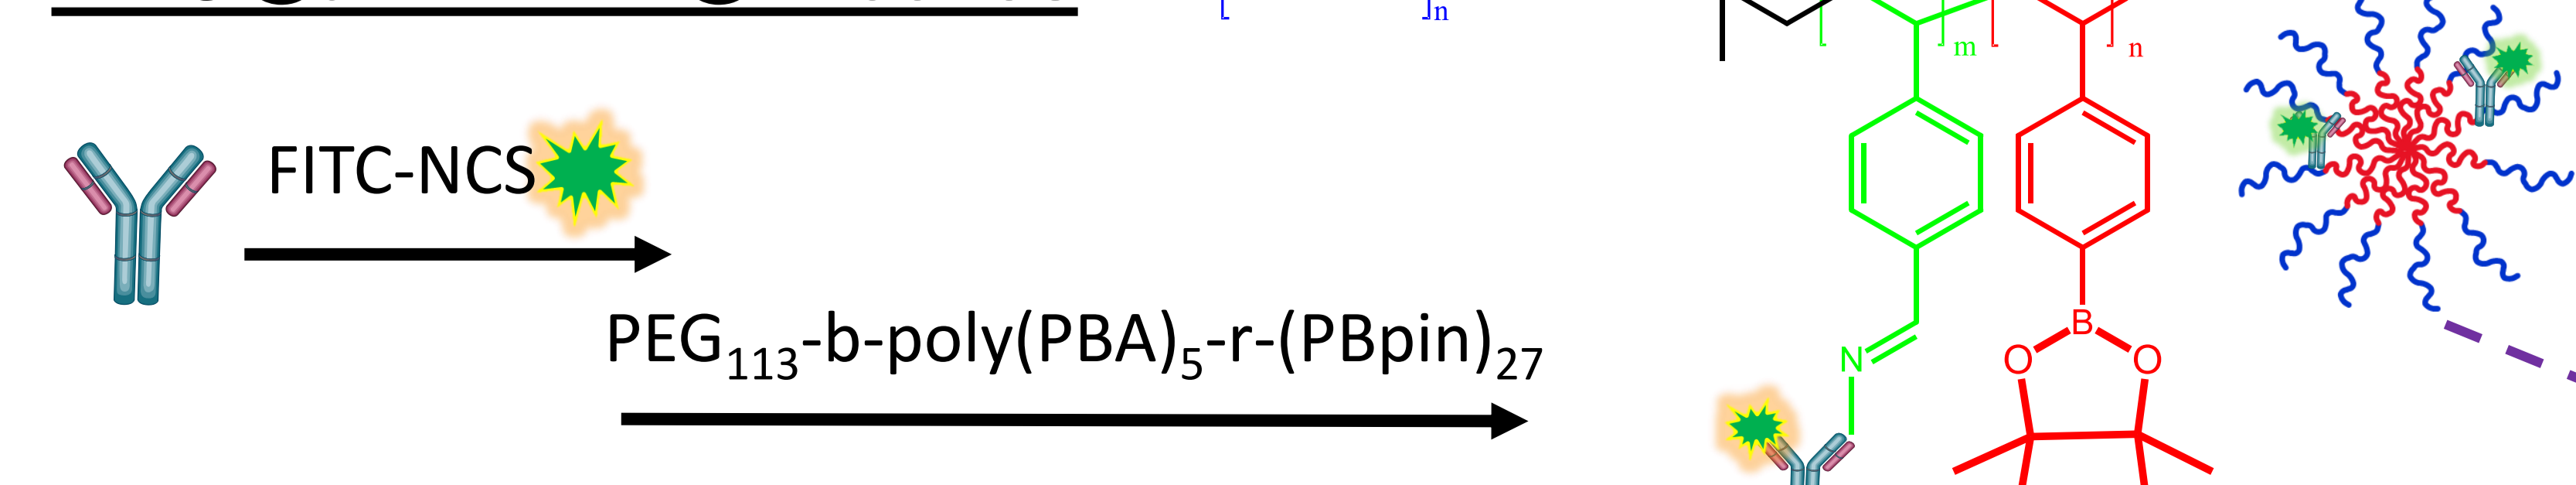 n
m
n
FITC-NCS
PEG₁₁₃-b-poly(PBA)₅-r-(PBpin)₂₇
B
N
O
O